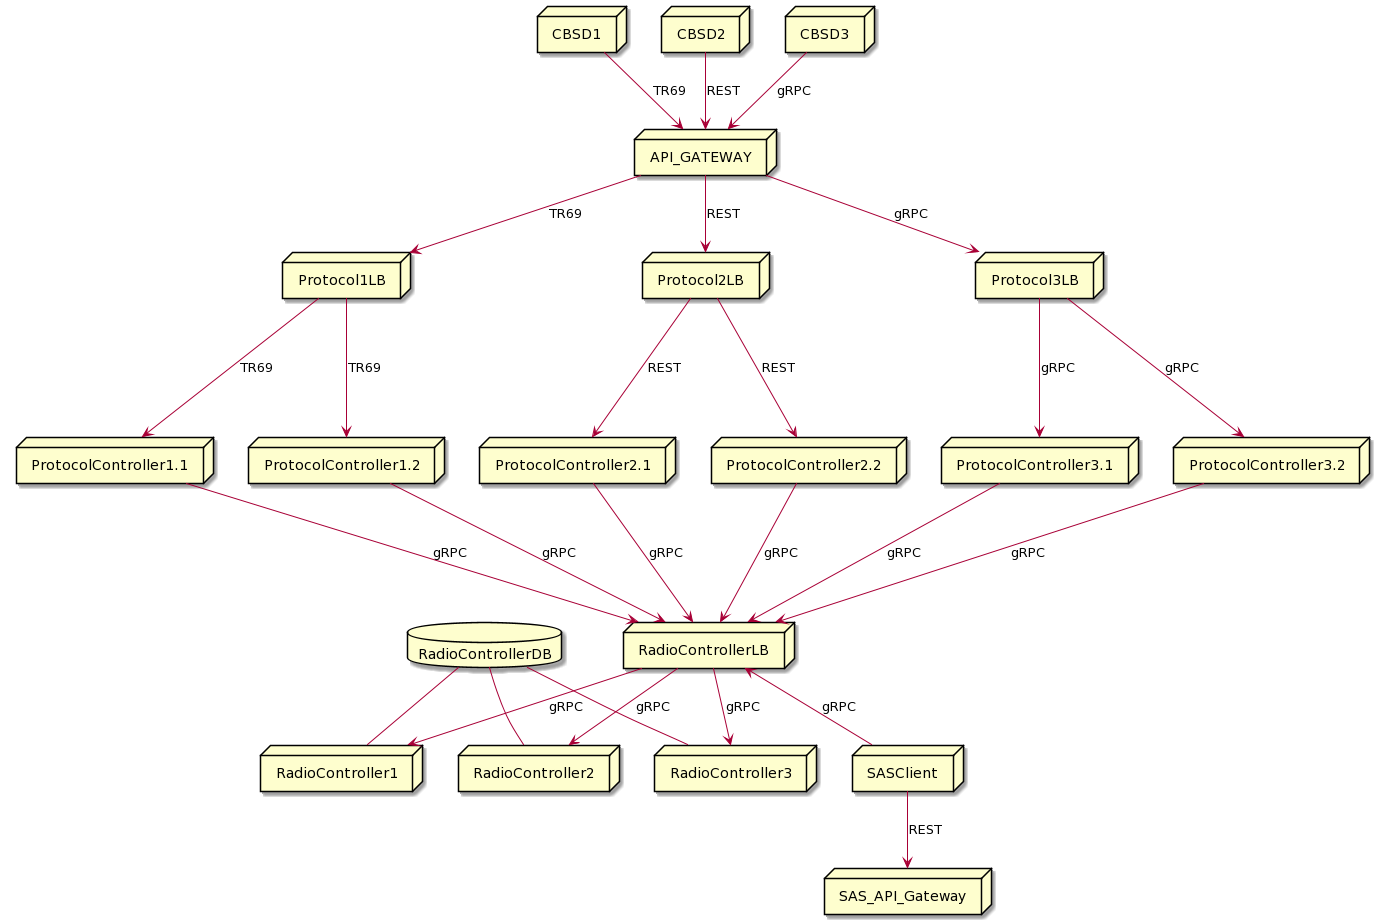 CBSD1
CBSD2
CBSD3
TR69
REST
gRPC
API_GATEWAY
TR69
REST
gRPC
Protocol1LB
Protocol2LB
Protocol3LB
TR69
TR69
REST
REST
gRPC
gRPC
ProtocolController1.1
ProtocolController1.2
ProtocolController2.1
ProtocolController2.2
ProtocolController3.1
ProtocolController3.2
gRPC
gRPC
gRPC
gRPC
gRPC
gRPC
RadioControllerDB
RadioControllerLB
gRPC
gRPC
gRPC
gRPC
RadioController1
RadioController2
RadioController3
SASClient
REST
SAS_API_Gateway